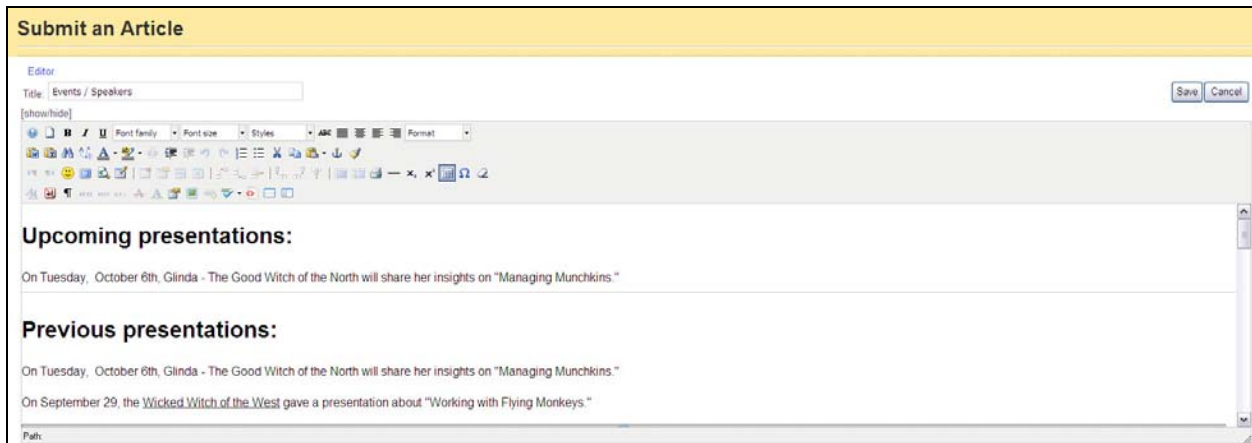 Submit an Article
Editor
Title: Events / Speakers
Save Cancel
[show/hide]
B I U Font family Font size Styles ABC Format
Upcoming presentations:
On Tuesday, October 6th, Glinda - The Good Witch of the North will share her insights on "Managing Munchkins."
Previous presentations:
On Tuesday, October 6th, Glinda - The Good Witch of the North will share her insights on "Managing Munchkins."
On September 29, the Wicked Witch of the West gave a presentation about "Working with Flying Monkeys."
Path: